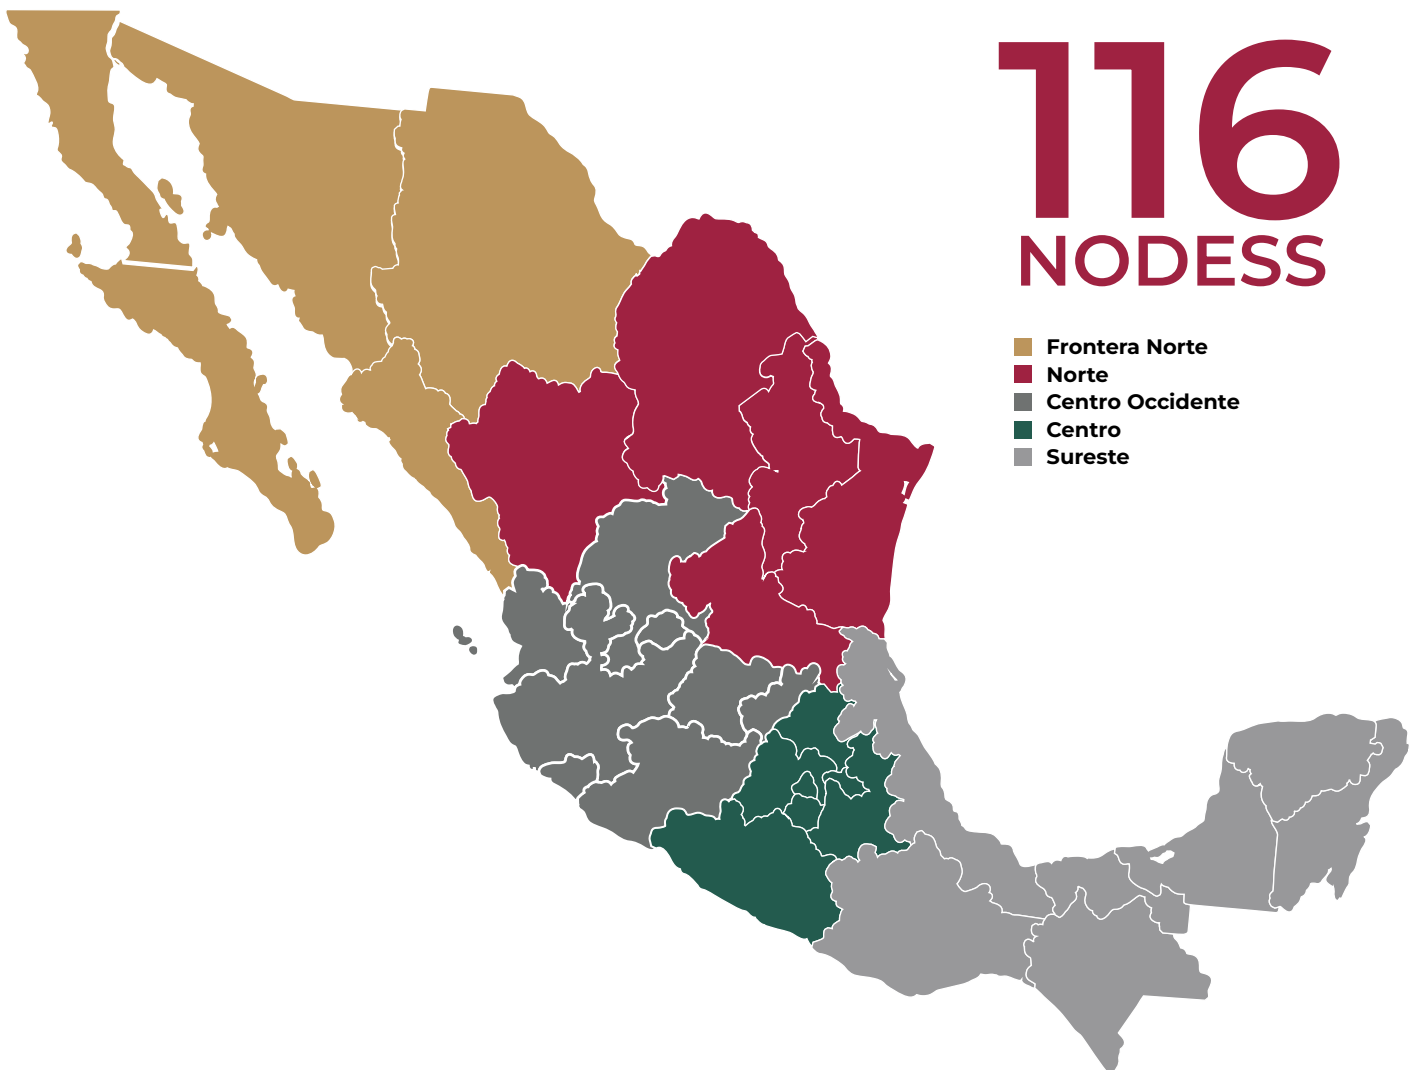 116
NODESS
Frontera Norte
Norte
Centro Occidente
Centro
Sureste